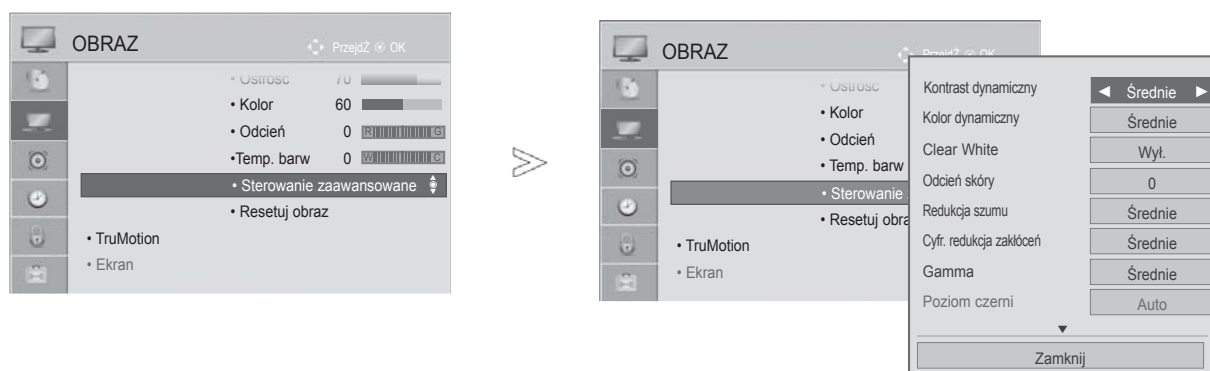 OBRAZ
PrzejdŹ OK
• Ostrość 70
• Kolor 60
• Odcień 0 R G
•Temp. barw 0 W C
• Sterowanie zaawansowane
• Resetuj obraz
• TruMotion
• Ekran
OBRAZ
PrzejdŹ OK
• Ostrość
• Kolor
• Odcień
• Temp. barw
• Sterowanie
• Resetuj obra
• TruMotion
• Ekran
Kontrast dynamiczny ◄ Średnie ►
Kolor dynamiczny Średnie
Clear White Wył.
Odcień skóry 0
Redukcja szumu Średnie
Cyfr. redukcja zakłóceń Średnie
Gamma Średnie
Poziom czerni Auto
▼
Zamknij